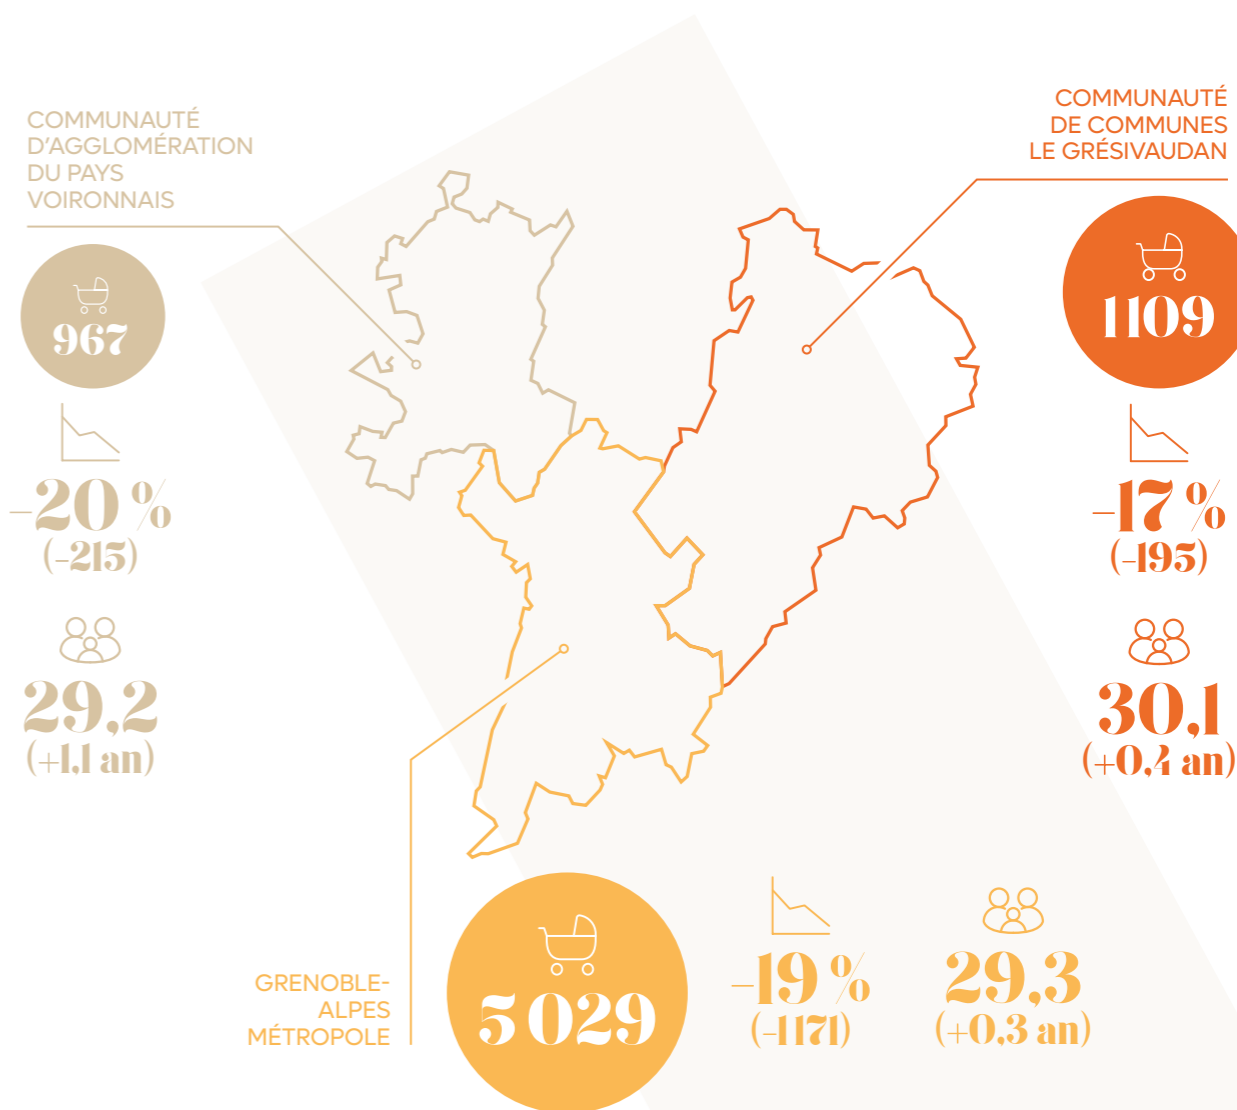 COMMUNAUTÉ
D'AGGLOMÉRATION
DU PAYS
VOIRONNAIS
967
–20 %
(–215)
29,2
(+1,1 an)
COMMUNAUTÉ
DE COMMUNES
LE GRÉSIVAUDAN
1109
–17 %
(–195)
30,1
(+0,4 an)
GRENOBLE-
ALPES
MÉTROPOLE
5 029
–19 %
(–1171)
29,3
(+0,3 an)